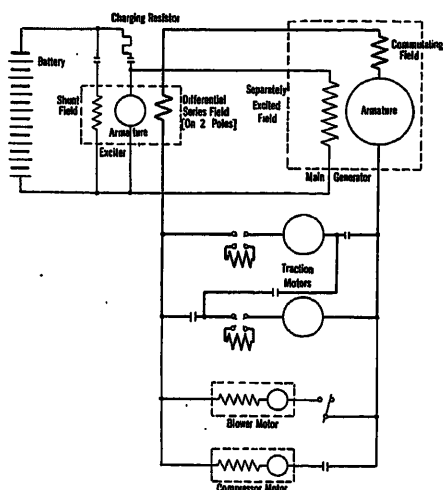 Charging Resistor
Commutating
Field
Battery
Separately
Excited
Field
Shunt
Field
Armature
Differential
Series Field
[On 2 Poles]
Armature
Exciter
Main Generator
Traction
Motors
Blower Motor
Compressor Motor